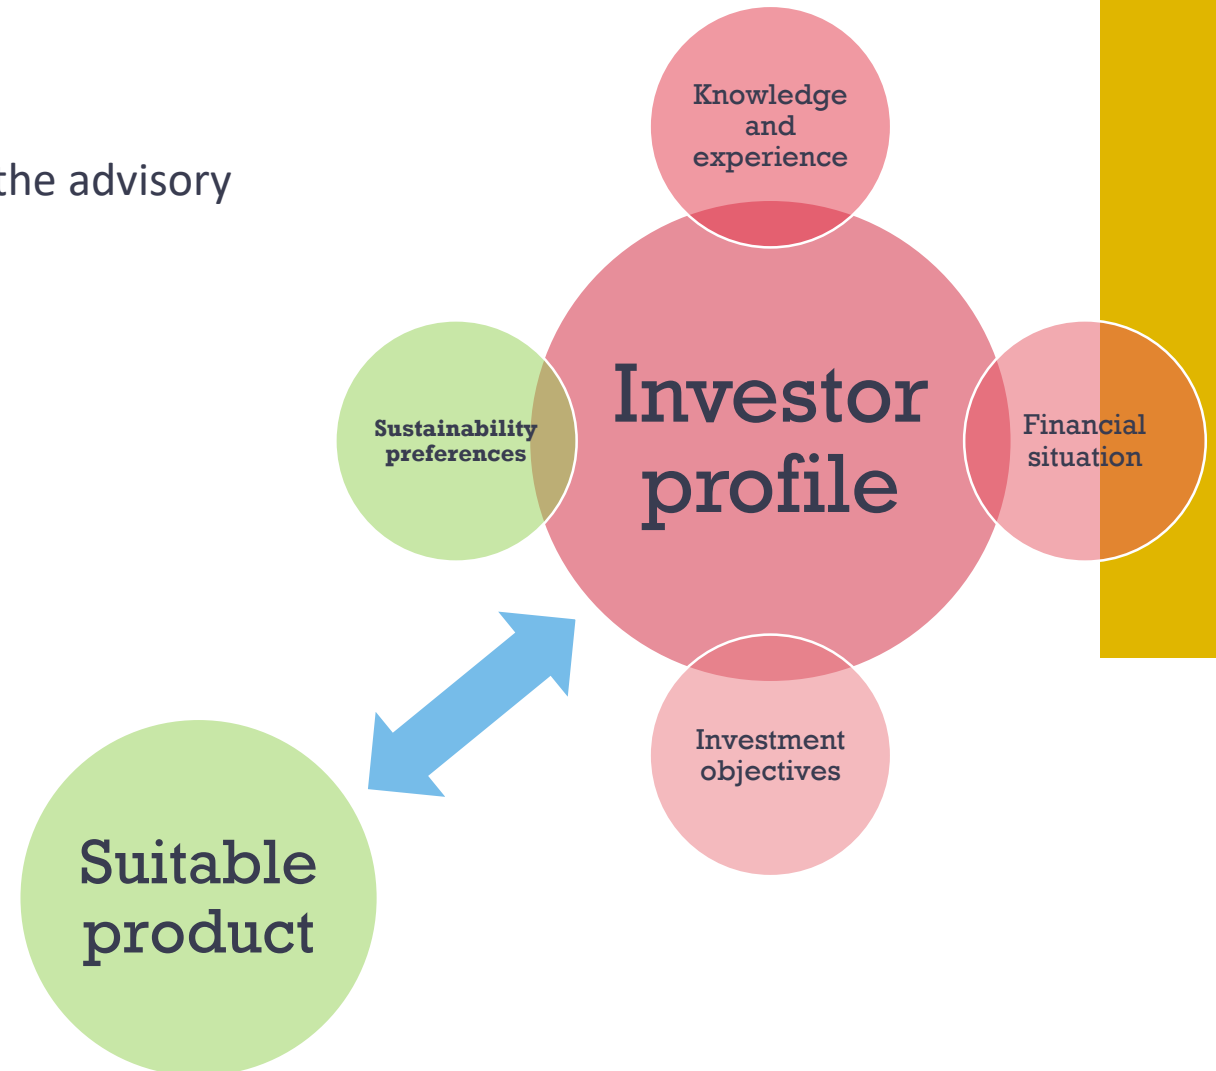 the advisory
Knowledge
and
experience
Investor
profile
Sustainability
preferences
Financial
situation
Investment
objectives
Suitable
product